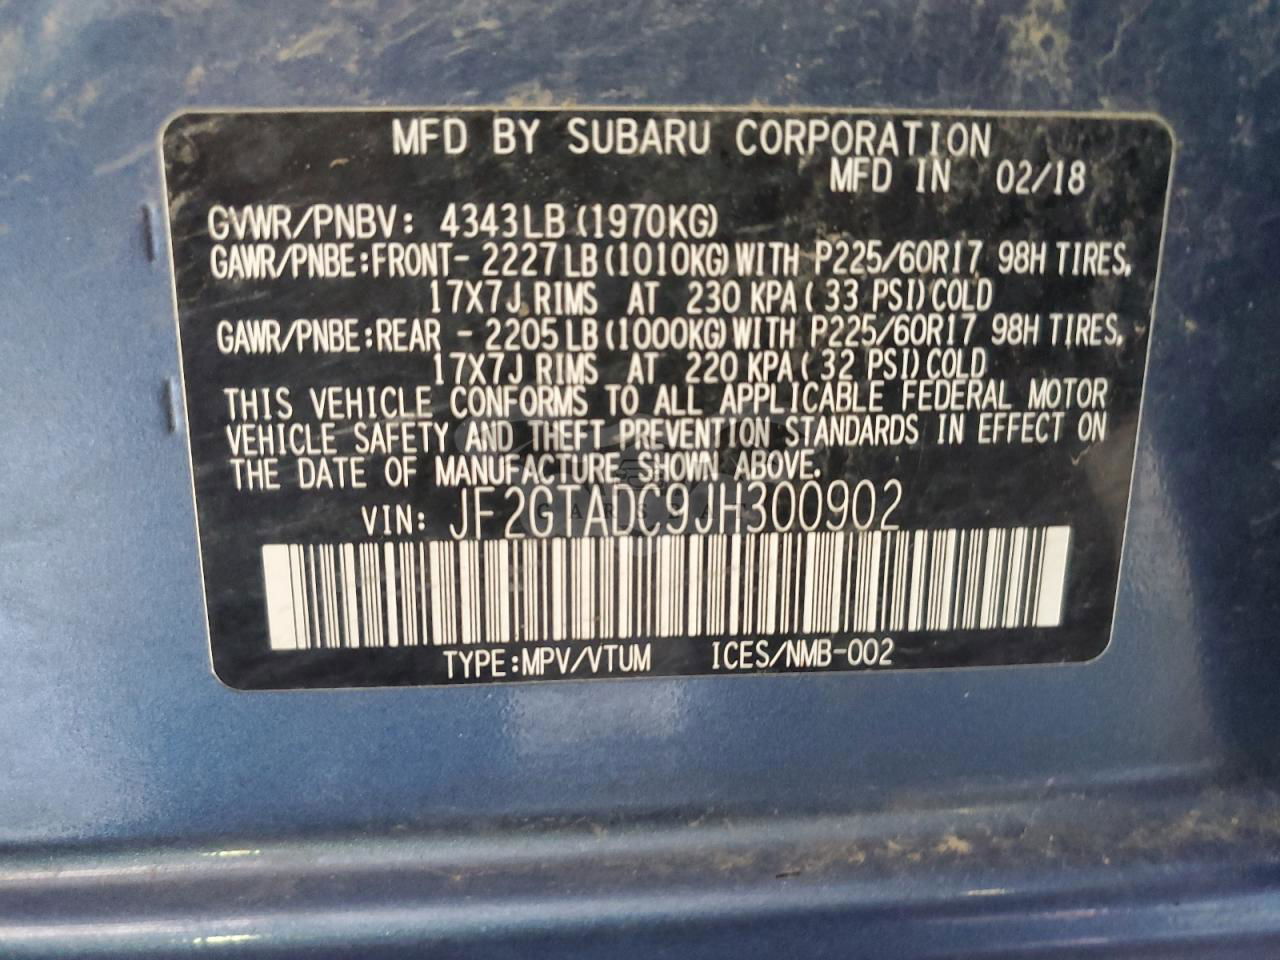 MFD BY SUBARU CORPORATION
MFD IN 02/18
GVWR/PNBV: 4343LB(1970KG)
GAWR/PNBE:FRONT- 2227LB(1010KG)WITH P225/60R17 98H TIRES,
17X7J RIMS AT 230 KPA( 33 PSI)COLD
GAWR/PNBE:REAR - 2205LB(1000KG)WITH P225/60R17 98H TIRES,
17X7J RIMS AT 220 KPA( 32 PSI)COLD
THIS VEHICLE CONFORMS TO ALL APPLICABLE FEDERAL MOTOR
VEHICLE SAFETY AND THEFT PREVENTION STANDARDS IN EFFECT ON
THE DATE OF MANUFACTURE SHOWN ABOVE.
VIN: JF2GTADC9JH300902
TYPE:MPV/VTUM ICES/NMB-002